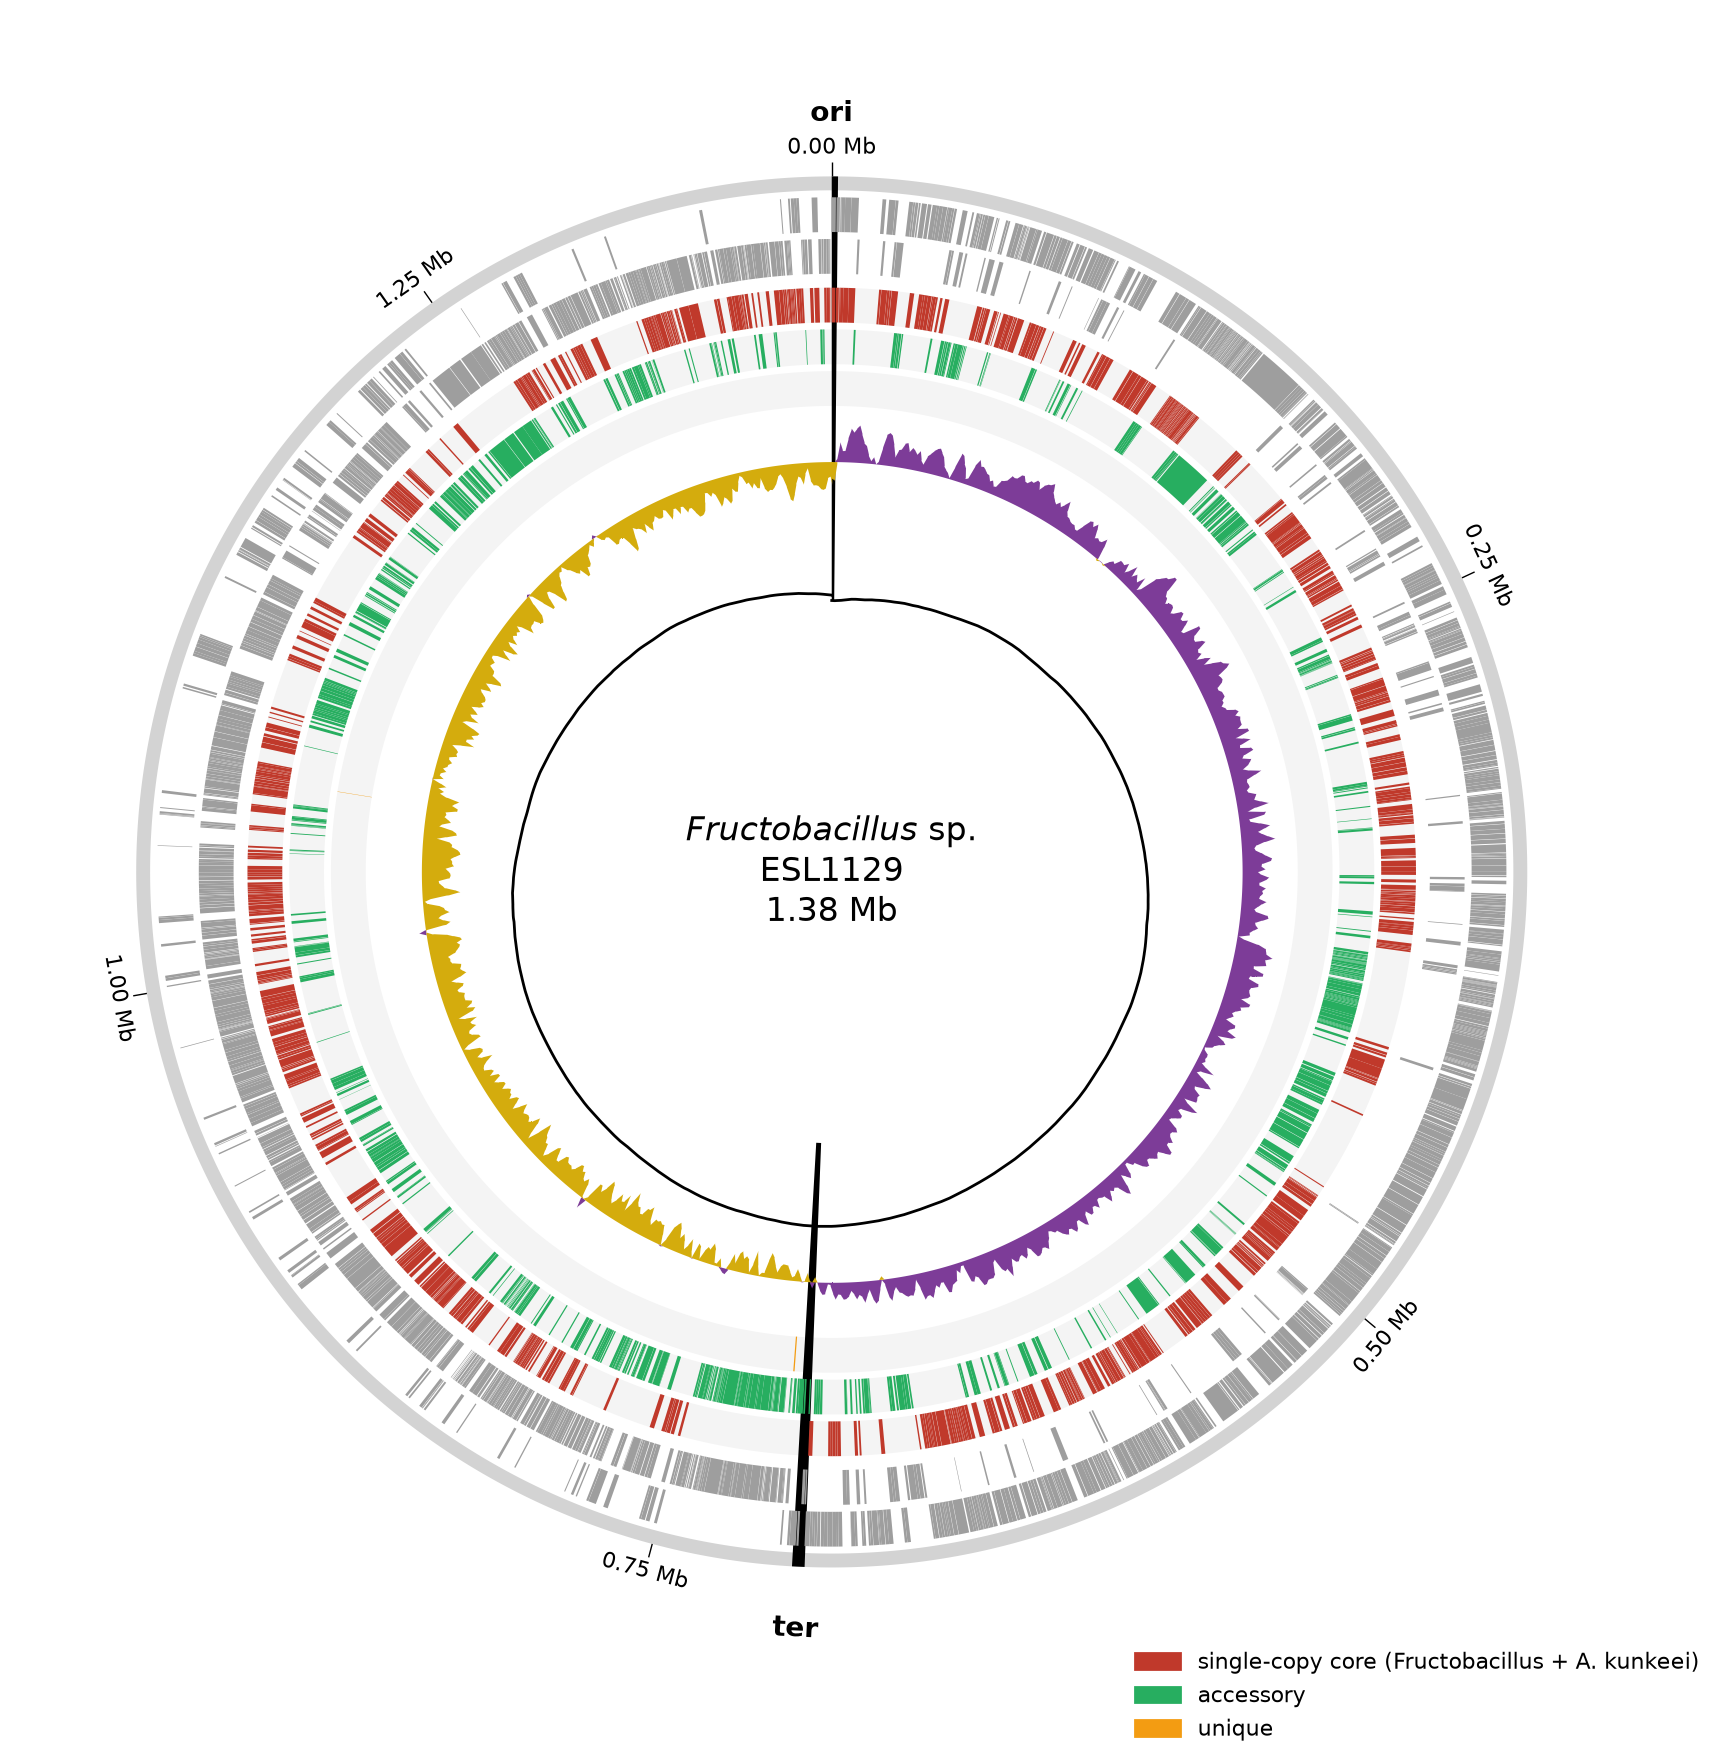 ori
0.00 Mb
1.25 Mb
0.25 Mb
Fructobacillus sp.
ESL1129
1.38 Mb
1.00 Mb
0.50 Mb
0.75 Mb
ter
single-copy core (Fructobacillus + A. kunkeei)
accessory
unique